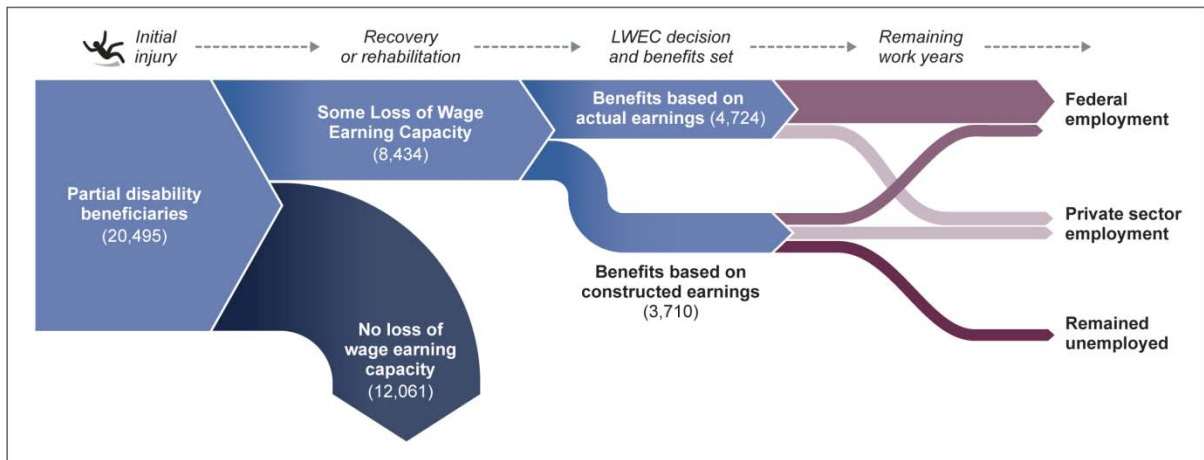 Initial
injury
Recovery
or rehabilitation
LWEC decision
and benefits set
Remaining
work years
Partial disability
beneficiaries
(20,495)
Some Loss of Wage
Earning Capacity
(8,434)
No loss of
wage earning
capacity
(12,061)
Benefits based on
actual earnings (4,724)
Benefits based on
constructed earnings
(3,710)
Federal
employment
Private sector
employment
Remained
unemployed